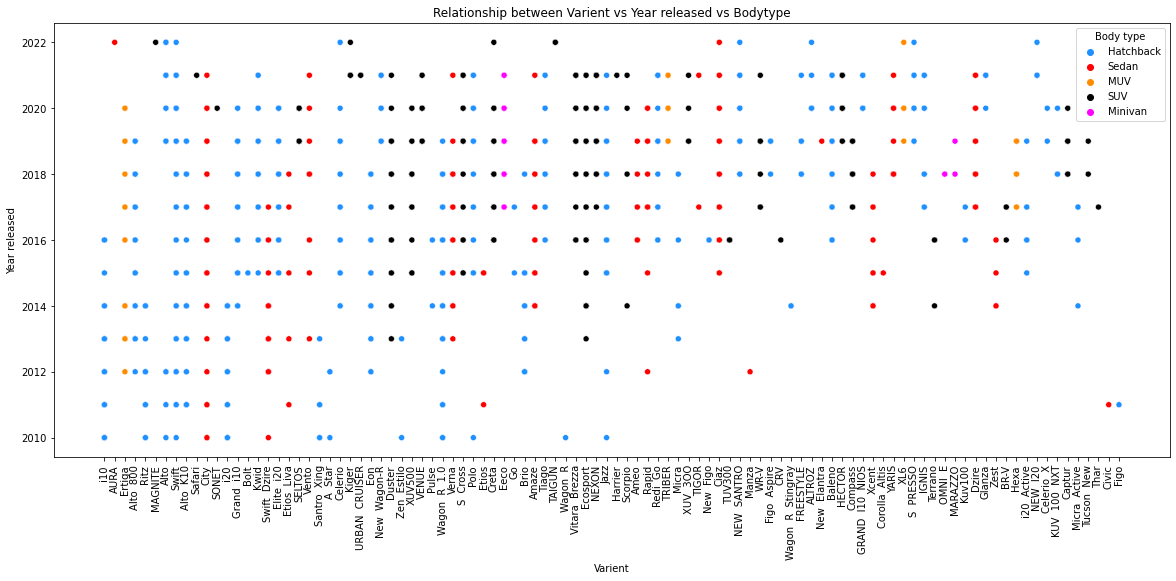 Relationship between Varient vs Year released vs Bodytype
Body type
Hatchback
Sedan
MUV
SUV
Minivan
Year released
2022
2020
2018
2016
2014
2012
2010
i10
AURA
Ertiga
Alto 800
Ritz
MAGNITE
Alto
Swift
Alto K10
Safari
City
SONET
i20
Grand i10
Bolt
Kwid
Swift Dzire
Elite i20
Etios Liva
SELTOS
Vento
Santro Xing
A Star
Celerio
Kiger
URBAN CRUISER
Eon
New Wagon-R
Duster
Zen Estilo
XUV500
VENUE
Pulse
Wagon R 1.0
Verna
S Cross
Polo
Etios
Creta
Eeco
Go
Brio
Amaze
Tiago
TAIGUN
Wagon R
Vitara Brezza
Ecosport
NEXON
Jazz
Harrier
Scorpio
Ameo
Rapid
Redi Go
TRIBER
Micra
XUV 3OO
TIGOR
New Figo
Ciaz
TUV300
NEW SANTRO
Manza
WR-V
Figo Aspire
CRV
Wagon R Stingray
FREESTYLE
ALTROZ
New Elantra
Baleno
HECTOR
Compass
GRAND I10 NIOS
Xcent
Corolla Altis
YARIS
XL6
S PRESSO
IGNIS
Terrano
OMNI E
MARAZZO
Kuv100
Dzire
Glanza
Zest
BR-V
Hexa
i20 Active
NEW I20
Celerio X
KUV 100 NXT
Captur
Micra Active
Tucson New
Thar
Civic
Figo
Varient